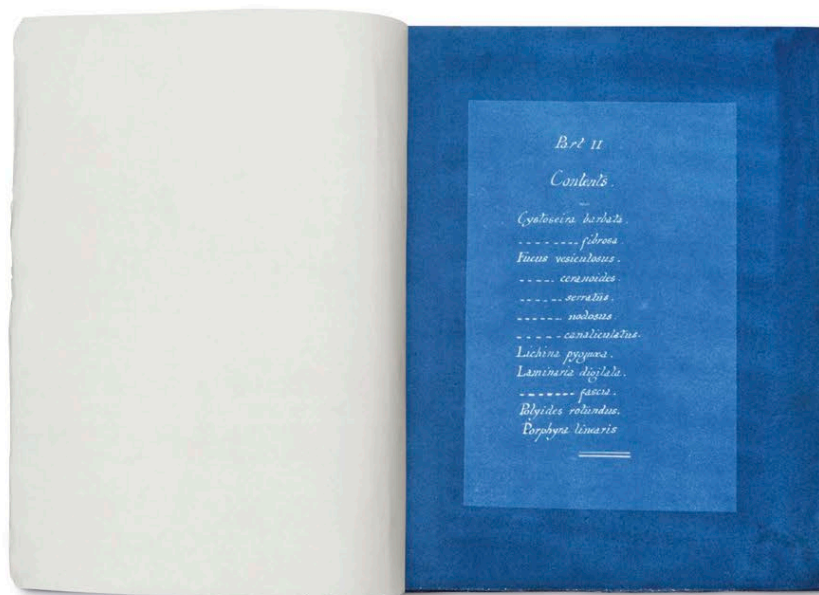 Part II
Contents.
Cystoseira barbata.
-------- fibrosa
Fucus vesiculosus.
----- ceranoides
------ serratus.
------ nodosus.
----- canaliculatus.
Lichina pygmæa.
Laminaria digitata.
------- fascia.
Polyides rotundus.
Porphyra linearis